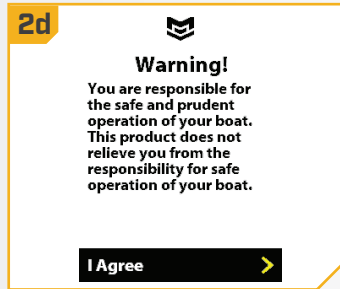 2d
Warning!
You are responsible for
the safe and prudent
operation of your boat.
This product does not
relieve you from the
responsibility for safe
operation of your boat.
I Agree